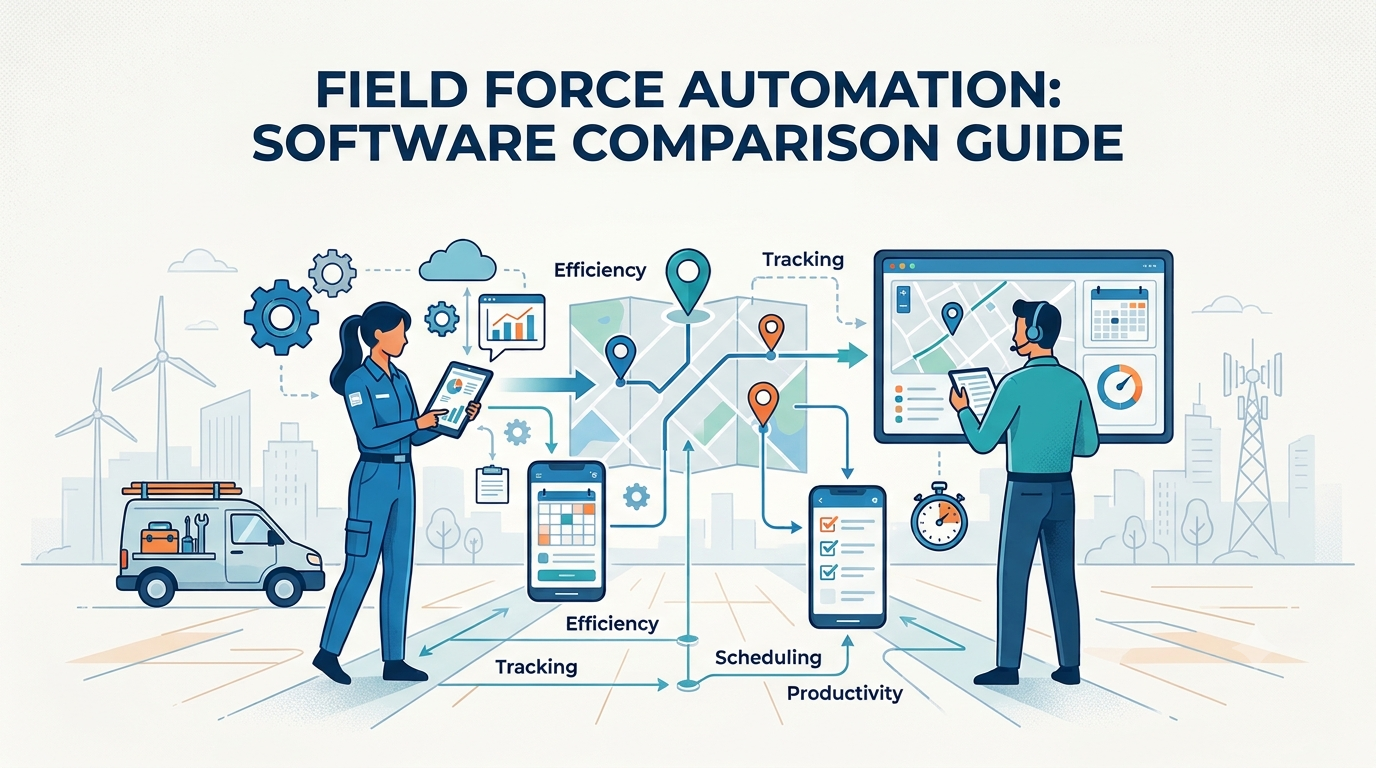 FIELD FORCE AUTOMATION:
SOFTWARE COMPARISON GUIDE
Efficiency
Tracking
Efficiency
Tracking
Scheduling
Productivity